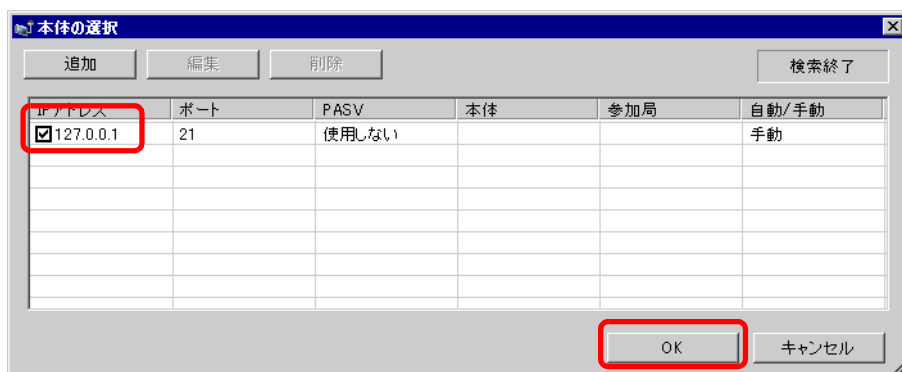 本体の選択
追加 編集 削除 検索終了
IPアドレス ポート PASV 本体 参加局 自動/手動
127.0.0.1 21 使用しない 手動
OK キャンセル